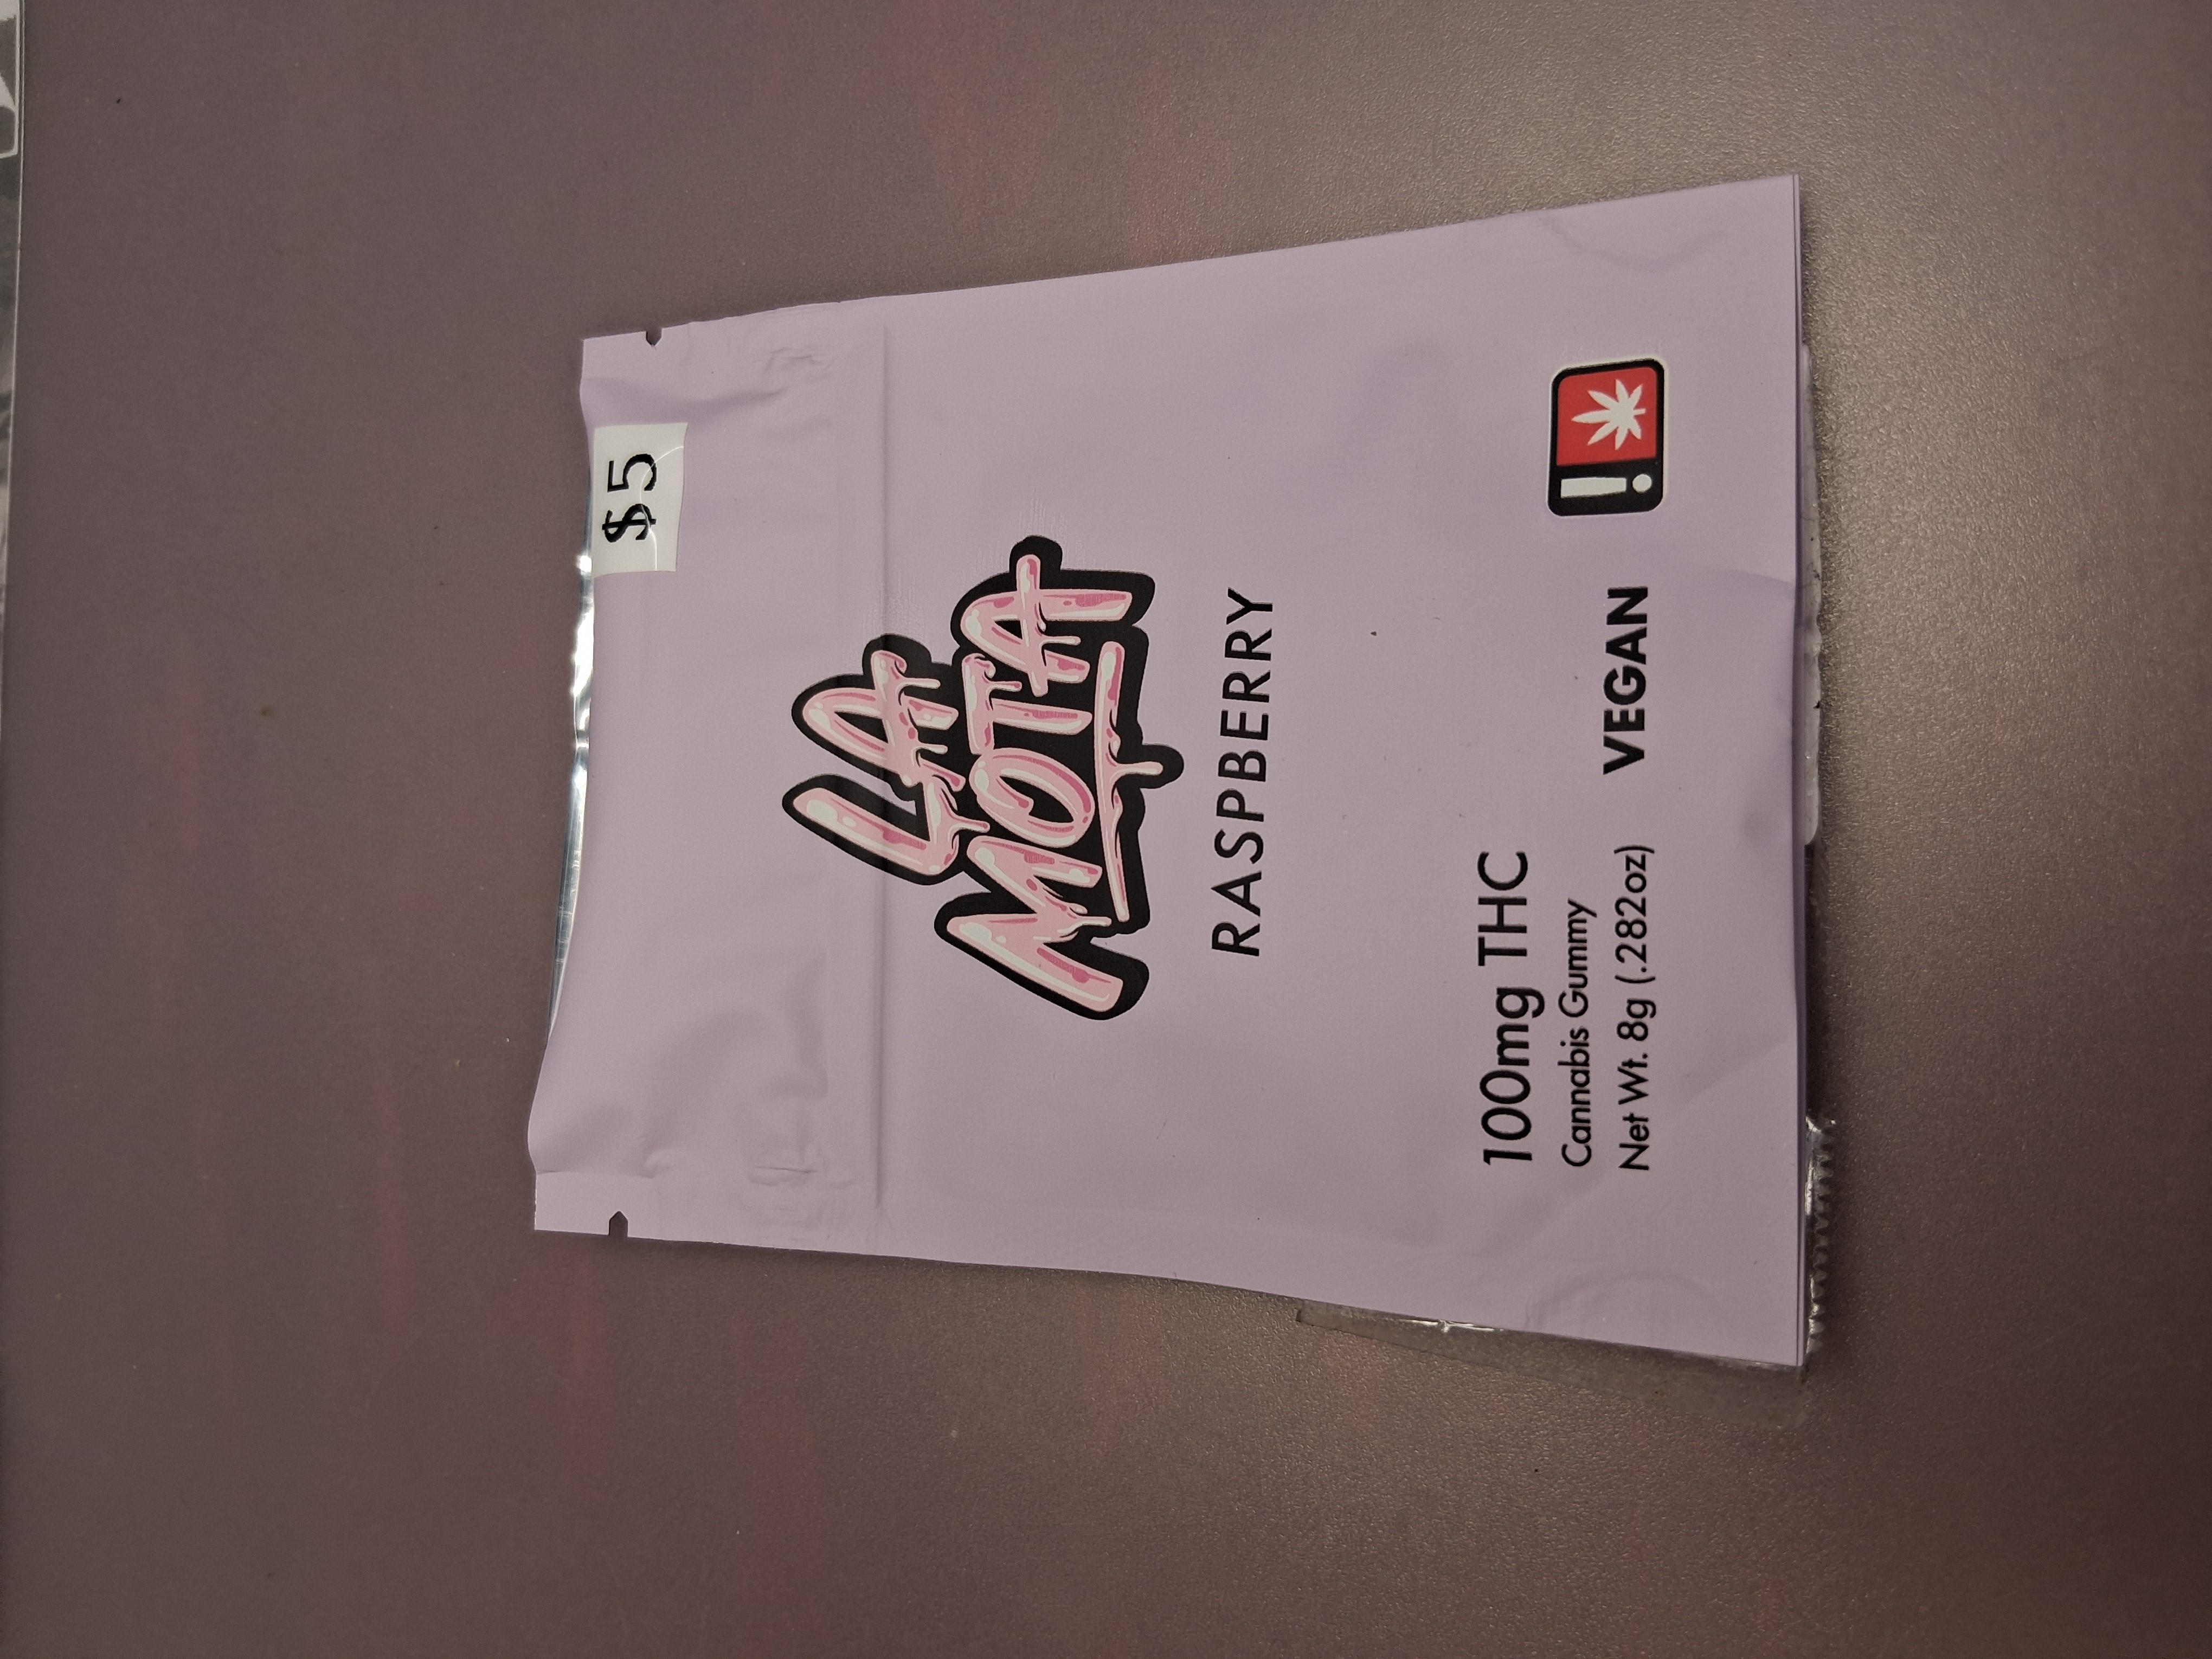 $5
LA
MOTA
RASPBERRY
100mg THC
Cannabis Gummy
Net Wt. 8g (.282oz)
VEGAN
!